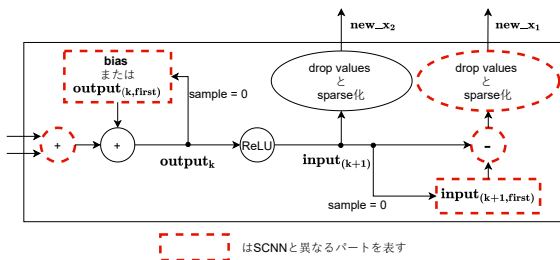 new_x₂
new_x₁
bias
または
output(k,first)
drop values
と
sparse化
drop values
と
sparse化
sample = 0
+
+
ReLU
-
outputₖ
input(k+1)
input(k+1,first)
sample = 0
はSCNNと異なるパートを表す